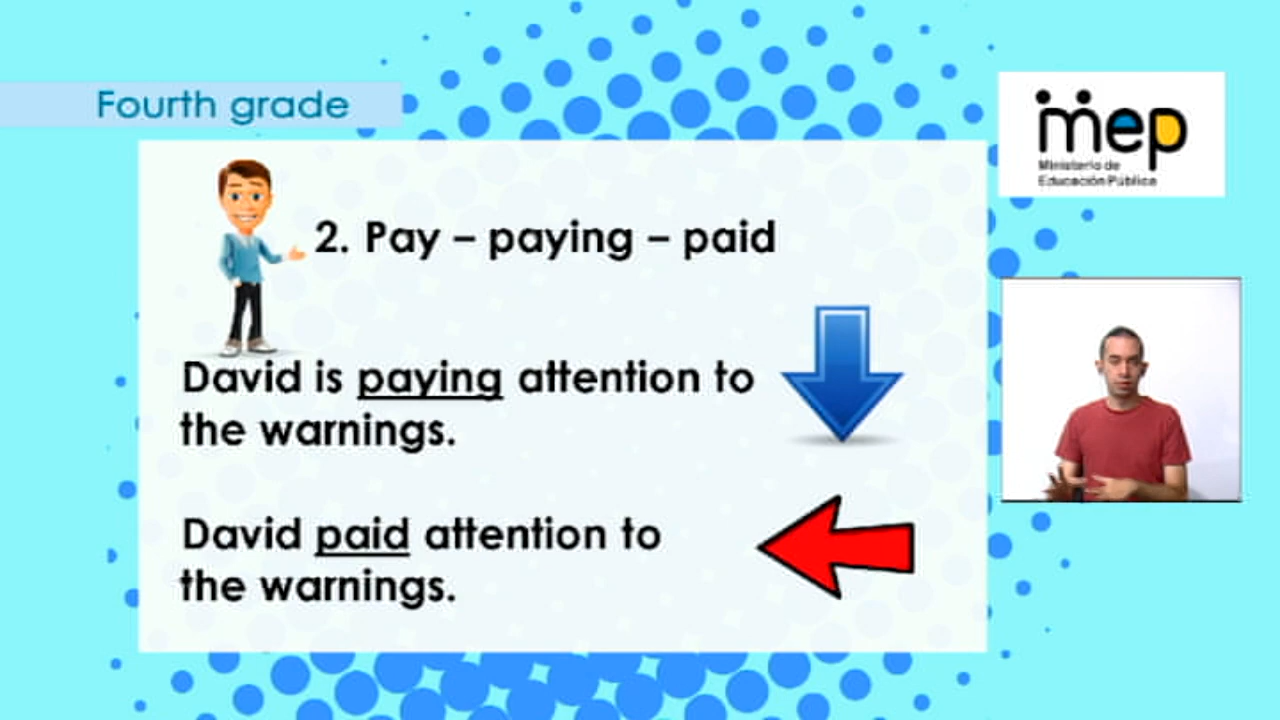 Fourth grade
mep
Ministerio de
Educación Pública
2. Pay – paying – paid
David is paying attention to
the warnings.
David paid attention to
the warnings.